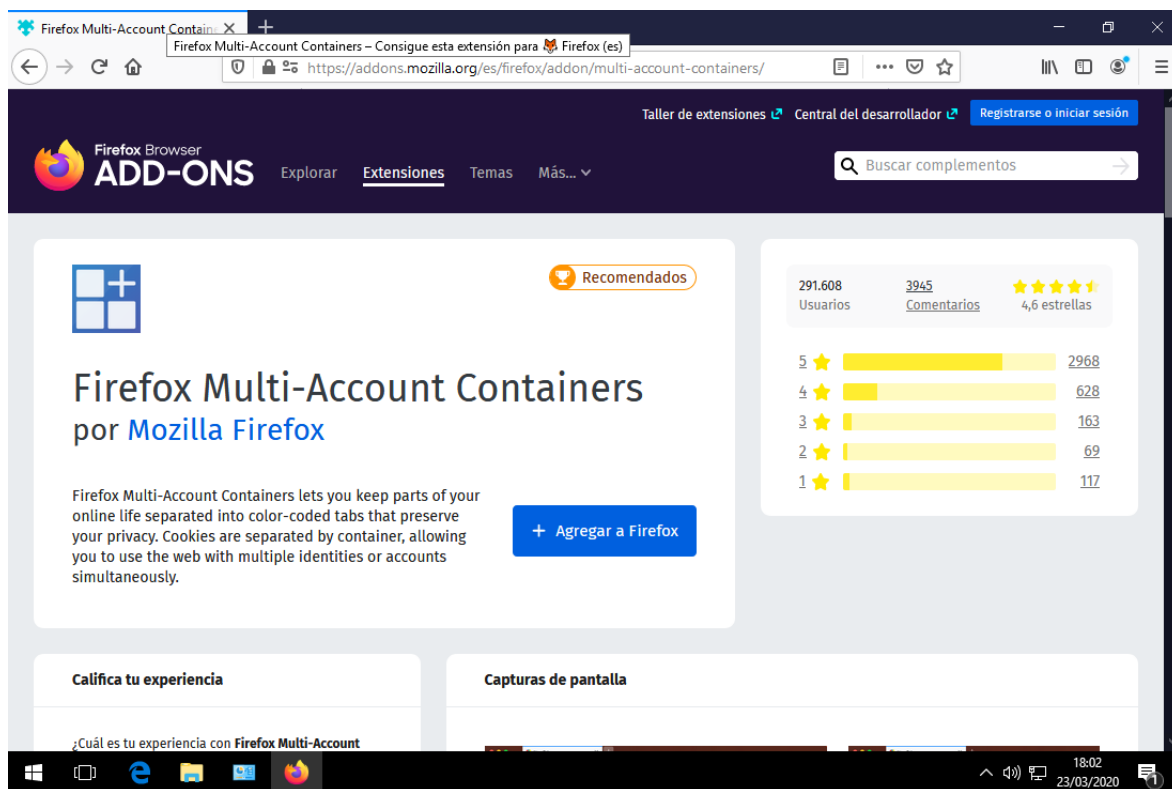 Firefox Multi-Account Contain
Firefox Multi-Account Containers – Consigue esta extensión para 🦊 Firefox (es)
https://addons.mozilla.org/es/firefox/addon/multi-account-containers/
Taller de extensiones Central del desarrollador Registrarse o iniciar sesión
Firefox Browser
ADD-ONS
Explorar Extensiones Temas Más...
Buscar complementos
Recomendados
Firefox Multi-Account Containers
por Mozilla Firefox
Firefox Multi-Account Containers lets you keep parts of your
online life separated into color-coded tabs that preserve
your privacy. Cookies are separated by container, allowing
you to use the web with multiple identities or accounts
simultaneously.
+ Agregar a Firefox
291.608 3945
Usuarios Comentarios 4,6 estrellas
5 2968
4 628
3 163
2 69
1 117
Califica tu experiencia
¿Cuál es tu experiencia con Firefox Multi-Account
Capturas de pantalla
18:02
23/03/2020
1